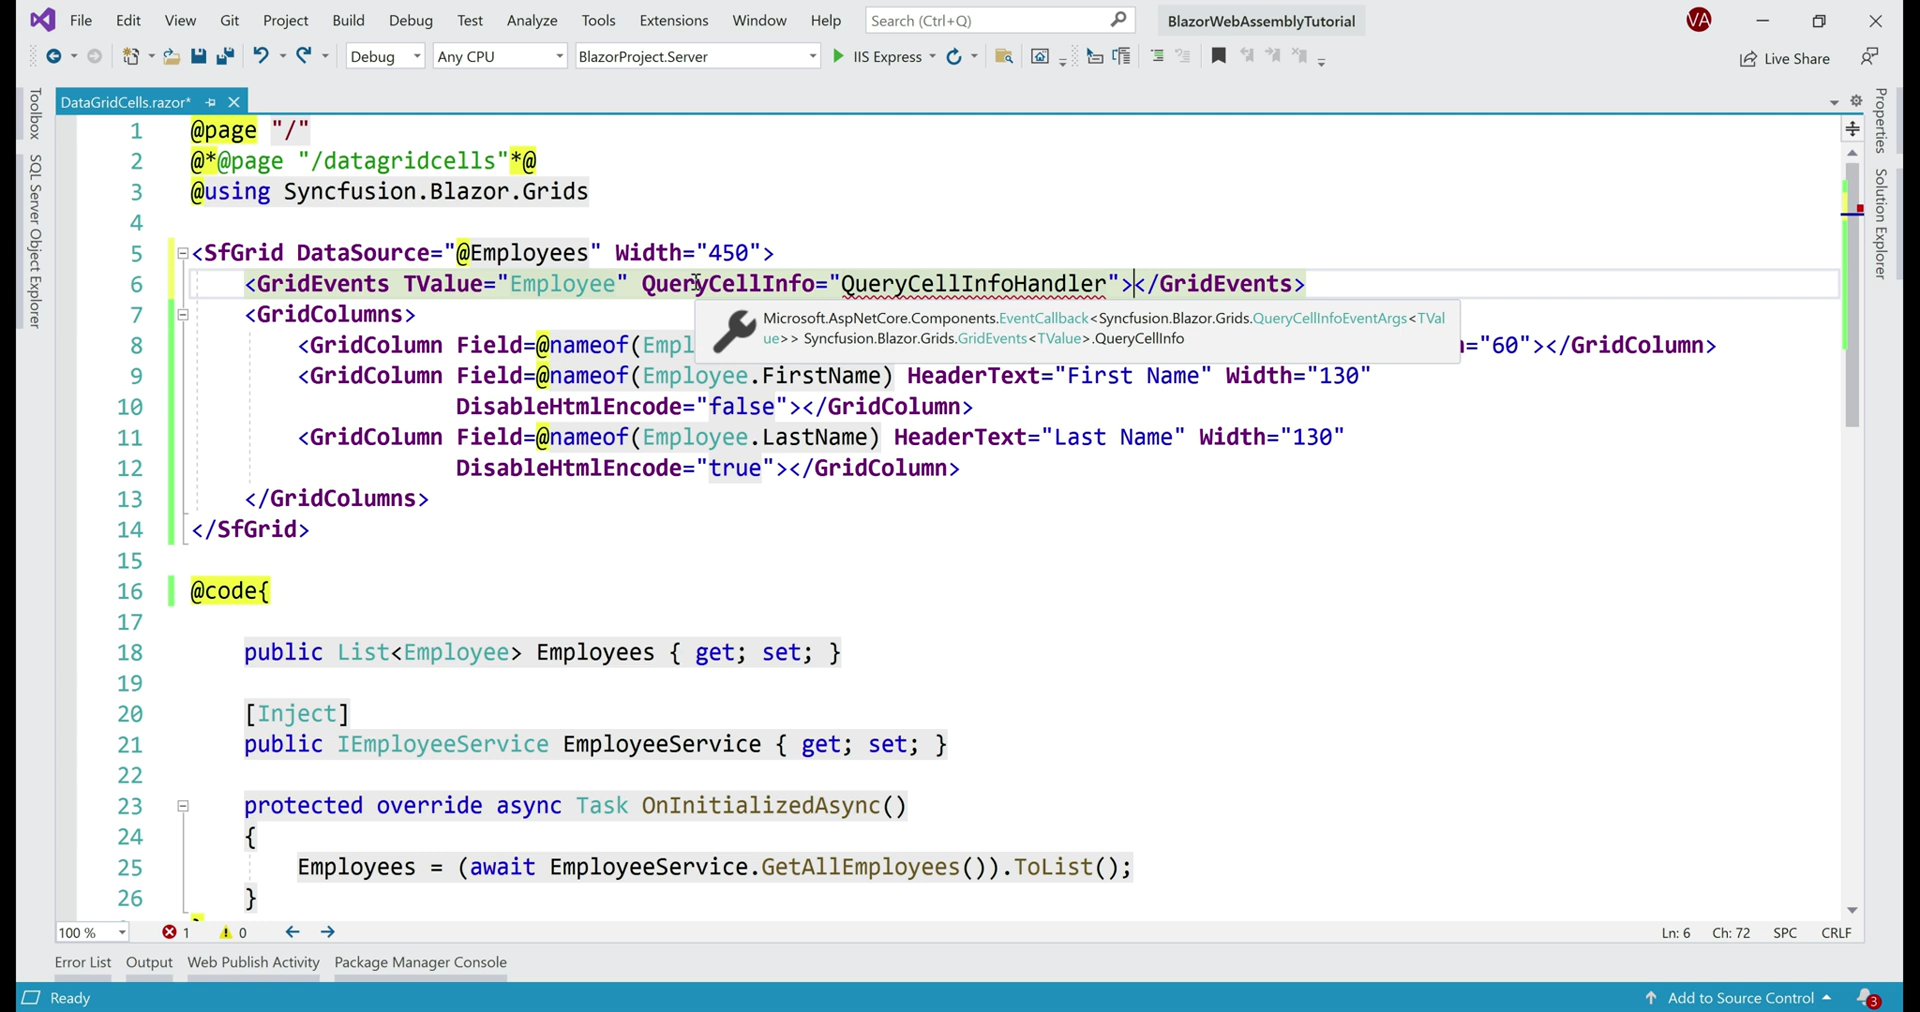 File Edit View Git Project Build Debug Test Analyze Tools Extensions Window Help Search (Ctrl+Q) BlazorWebAssemblyTutorial VA
Debug Any CPU BlazorProject.Server IIS Express Live Share
DataGridCells.razor*
Toolbox
SQL Server Object Explorer
Properties
Solution Explorer
1 @page "/"
2 @*@page "/datagridcells"*@
3 @using Syncfusion.Blazor.Grids
4
5 <SfGrid DataSource="@Employees" Width="450">
6 <GridEvents TValue="Employee" QueryCellInfo="QueryCellInfoHandler"></GridEvents>
7 <GridColumns>
Microsoft.AspNetCore.Components.EventCallback<Syncfusion.Blazor.Grids.QueryCellInfoEventArgs<TVal
ue>> Syncfusion.Blazor.Grids.GridEvents<TValue>.QueryCellInfo
8 <GridColumn Field=@nameof(Empl ="60"></GridColumn>
9 <GridColumn Field=@nameof(Employee.FirstName) HeaderText="First Name" Width="130"
10 DisableHtmlEncode="false"></GridColumn>
11 <GridColumn Field=@nameof(Employee.LastName) HeaderText="Last Name" Width="130"
12 DisableHtmlEncode="true"></GridColumn>
13 </GridColumns>
14 </SfGrid>
15
16 @code{
17
18 public List<Employee> Employees { get; set; }
19
20 [Inject]
21 public IEmployeeService EmployeeService { get; set; }
22
23 protected override async Task OnInitializedAsync()
24 {
25 Employees = (await EmployeeService.GetAllEmployees()).ToList();
26 }
100 % 1 0 Ln: 6 Ch: 72 SPC CRLF
Error List Output Web Publish Activity Package Manager Console
Ready Add to Source Control 3